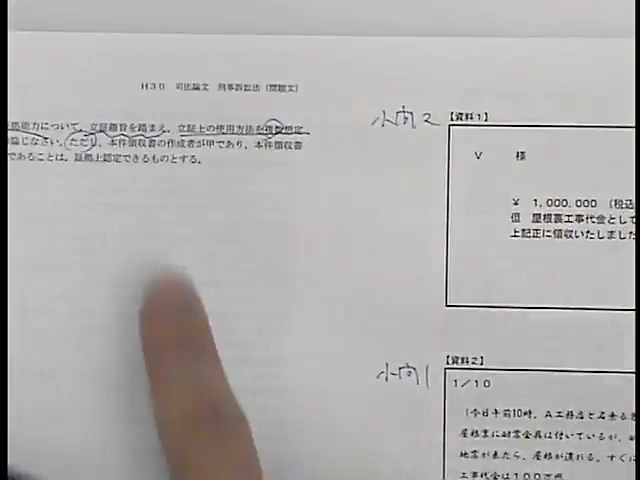 H30 司法論文 刑事訴訟法（問題文）
拠能力について，立証趣旨を踏まえ，立証上の使用方法を複数想定
論じなさい。ただし，本件領収書の作成者が甲であり，本件領収書
であることは，証拠上認定できるものとする。
小問2
【資料1】
V 様
￥ 1,000,000 （税込
但 屋根裏工事代金として
上記正に領収いたしました
小問1
【資料2】
1/10
今日午前10時，A工務店と名乗る
屋根裏に耐震金具は付いているが，
地震が来たら，屋根が潰れる。すぐに
工事代金は100万円